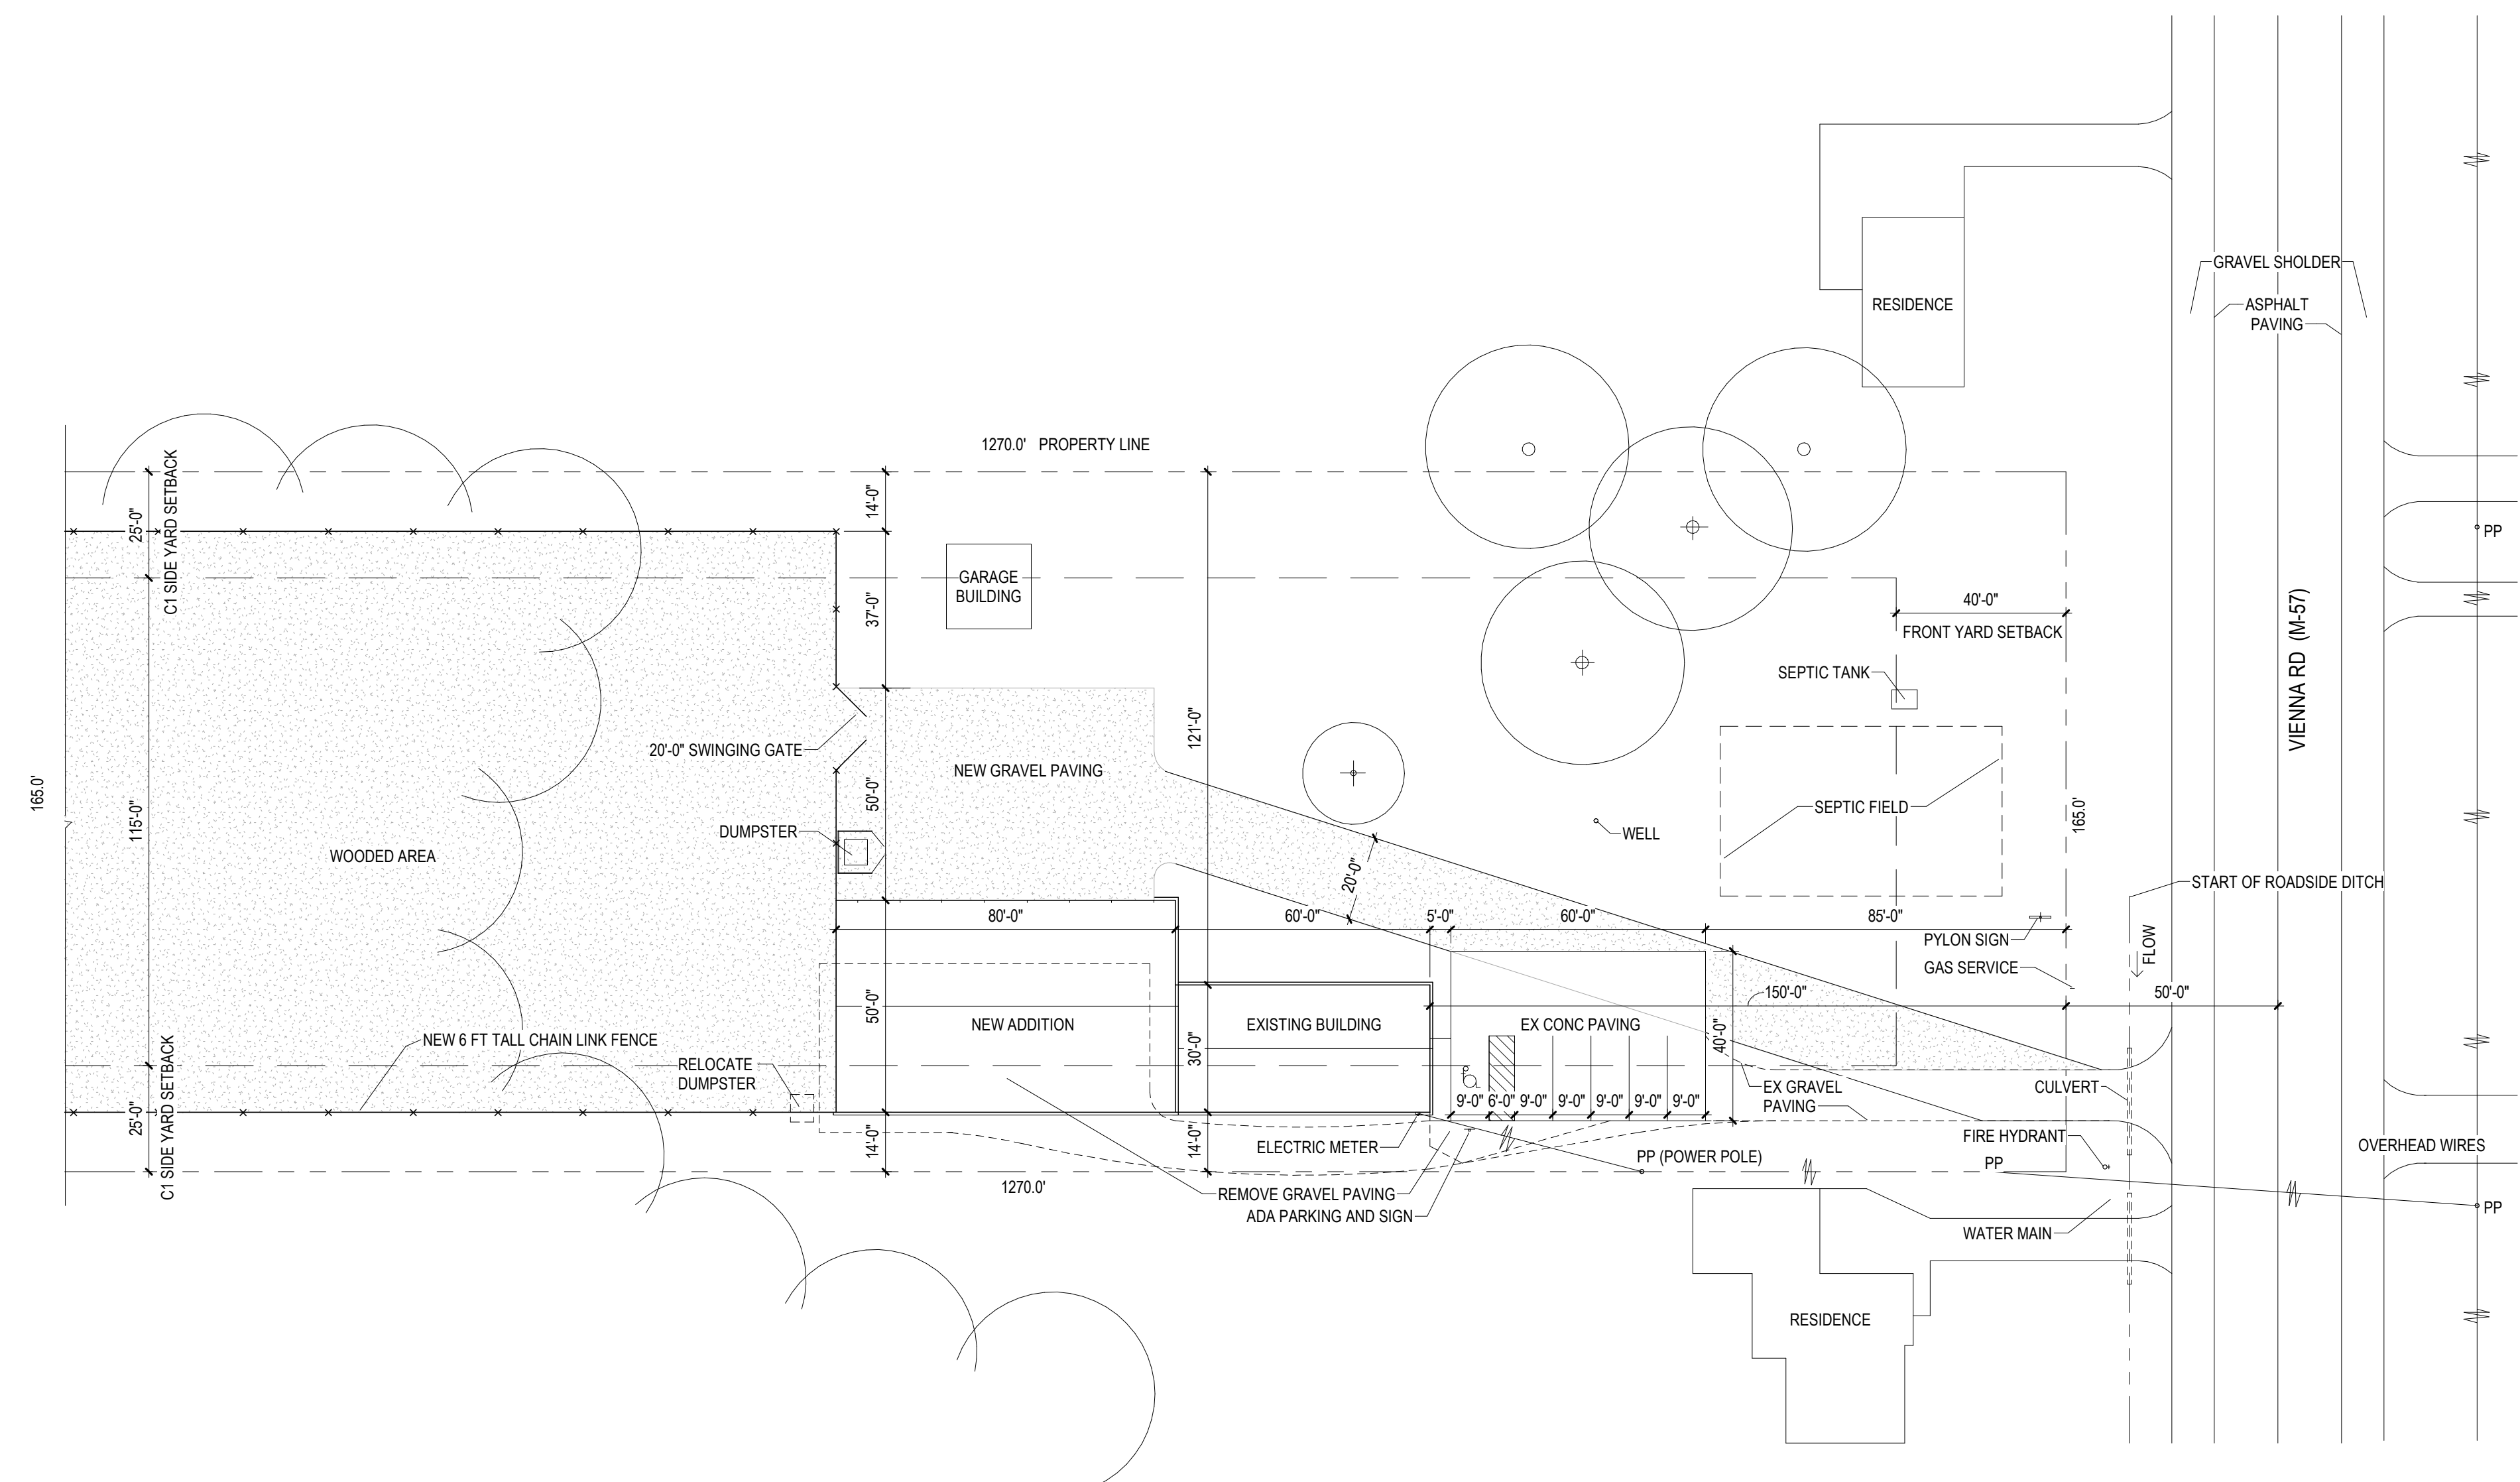 GRAVEL SHOLDER
ASPHALT
PAVING
RESIDENCE
1270.0' PROPERTY LINE
C1 SIDE YARD SETBACK
25'-0"
14'-0"
PP
GARAGE
BUILDING
37'-0"
40'-0"
FRONT YARD SETBACK
VIENNA RD (M-57)
SEPTIC TANK
121'-0"
20'-0" SWINGING GATE
NEW GRAVEL PAVING
165.0'
115'-0"
50'-0"
SEPTIC FIELD
165.0'
DUMPSTER
WELL
WOODED AREA
20'-0"
START OF ROADSIDE DITCH
80'-0"
60'-0"
5'-0"
60'-0"
85'-0"
PYLON SIGN
FLOW
GAS SERVICE
150'-0"
50'-0"
50'-0"
NEW ADDITION
EXISTING BUILDING
EX CONC PAVING
40'-0"
NEW 6 FT TALL CHAIN LINK FENCE
30'-0"
RELOCATE
DUMPSTER
EX GRAVEL
PAVING
CULVERT
9'-0"
6'-0"
9'-0"
9'-0"
9'-0"
9'-0"
C1 SIDE YARD SETBACK
25'-0"
14'-0"
14'-0"
ELECTRIC METER
FIRE HYDRANT
PP (POWER POLE)
PP
OVERHEAD WIRES
1270.0'
REMOVE GRAVEL PAVING
ADA PARKING AND SIGN
PP
WATER MAIN
RESIDENCE